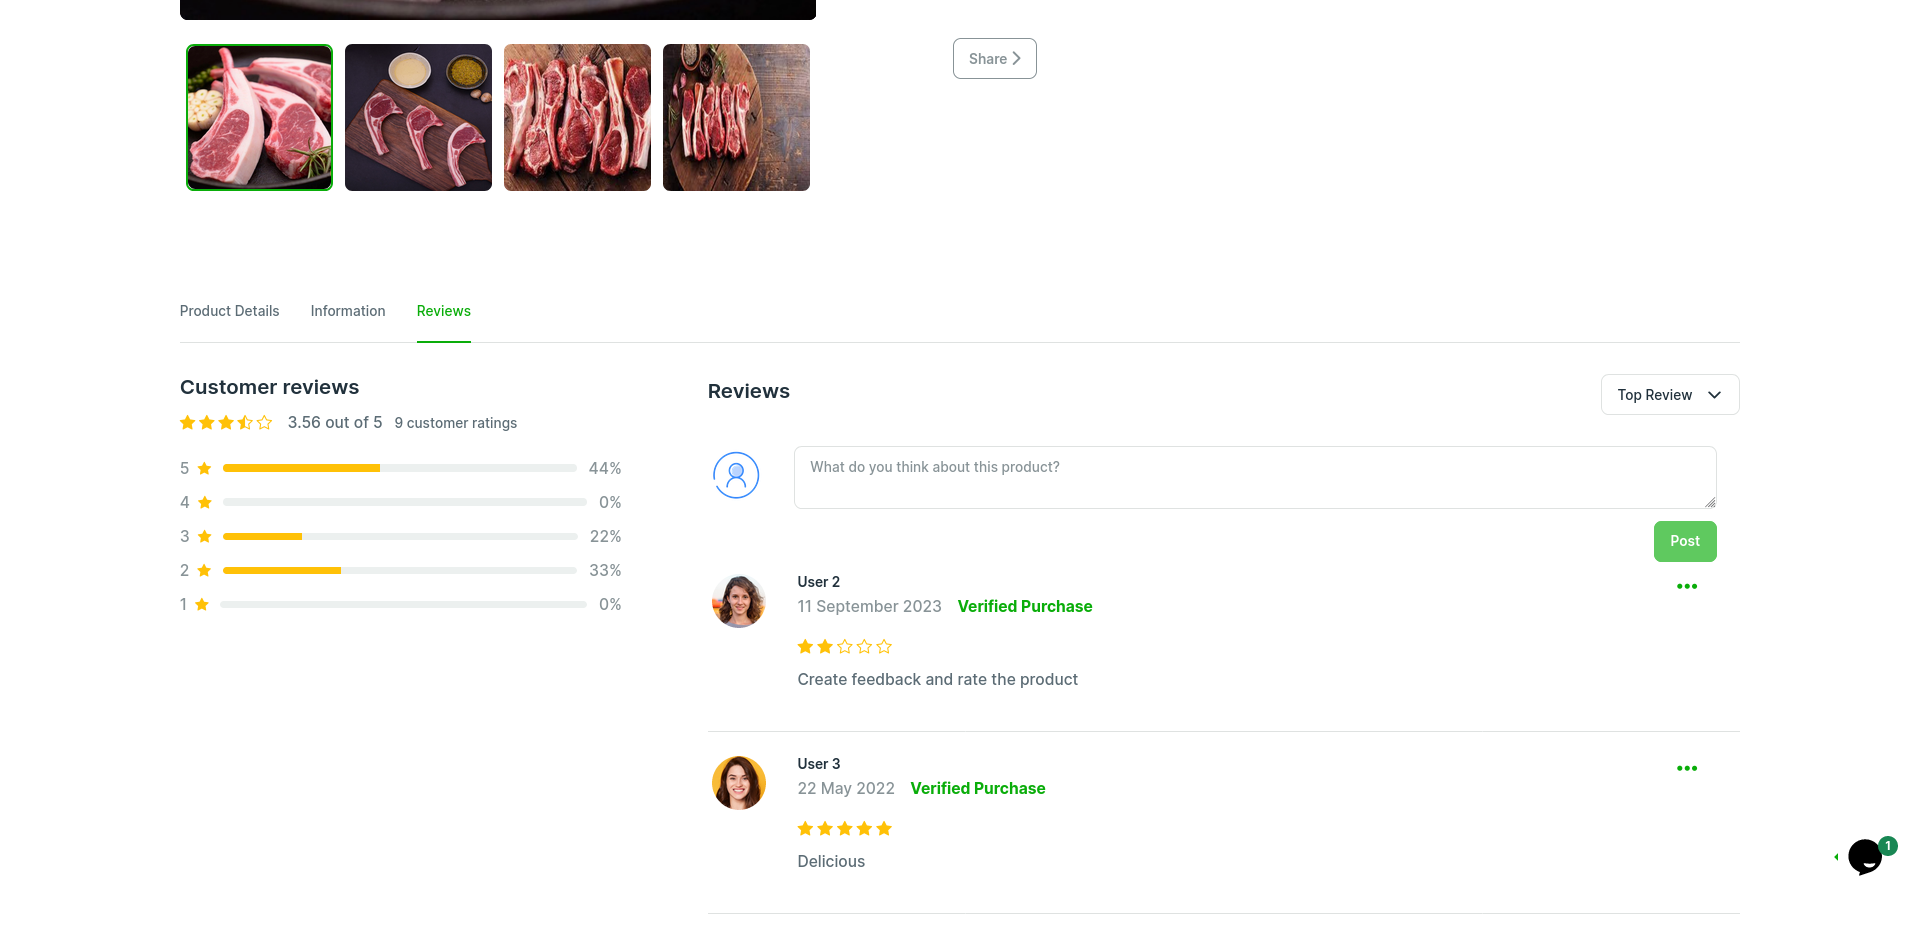 Share
Product Details Information Reviews
Customer reviews
3.56 out of 5 9 customer ratings
5 44%
4 0%
3 22%
2 33%
1 0%
Reviews
Top Review
What do you think about this product?
Post
User 2
11 September 2023 Verified Purchase
Create feedback and rate the product
User 3
22 May 2022 Verified Purchase
Delicious
1